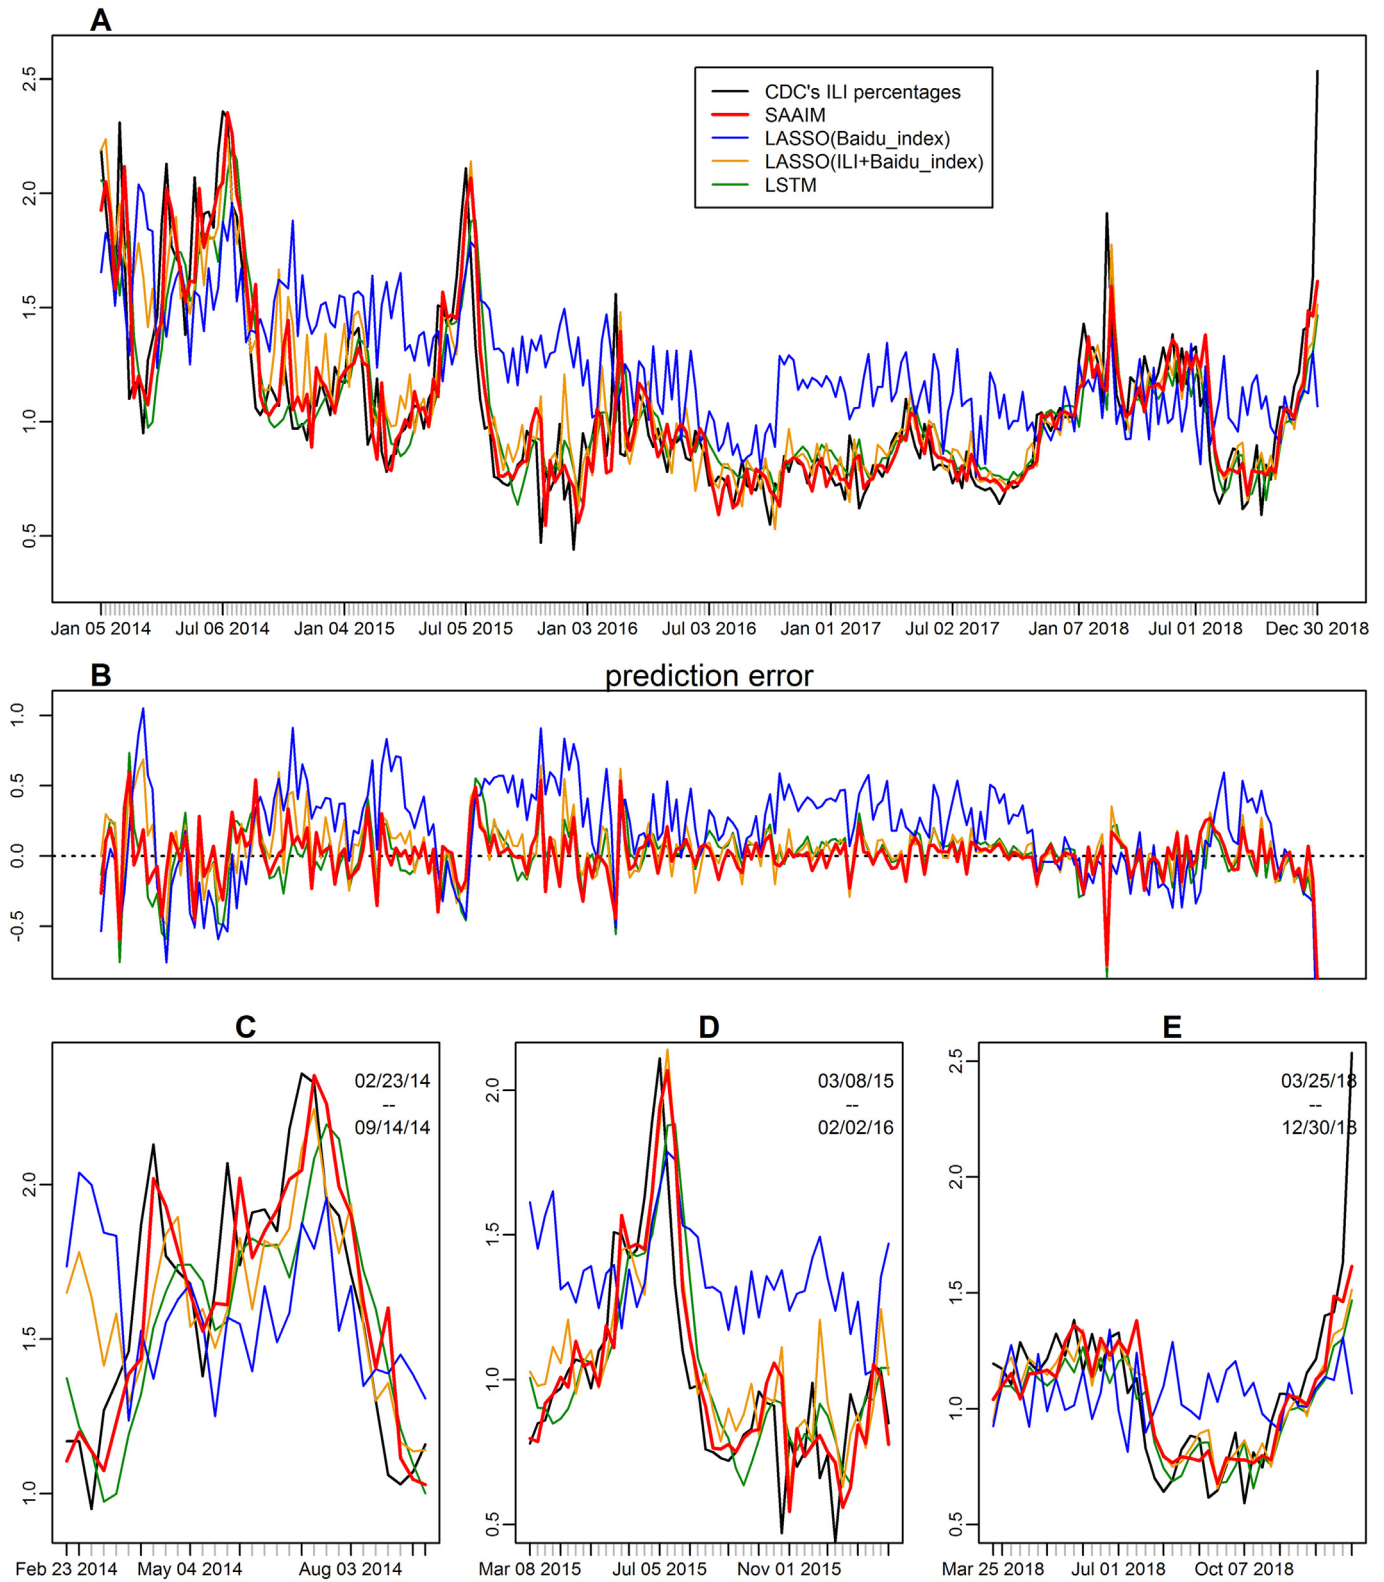 A
2.5
2.0
1.5
1.0
0.5
CDC's ILI percentages
SAAIM
LASSO(Baidu_index)
LASSO(ILI+Baidu_index)
LSTM
Jan 05 2014 Jul 06 2014 Jan 04 2015 Jul 05 2015 Jan 03 2016 Jul 03 2016 Jan 01 2017 Jul 02 2017 Jan 07 2018 Jul 01 2018 Dec 30 2018
B prediction error
1.0
0.5
0.0
-0.5
C
02/23/14
--
09/14/14
2.0
1.5
1.0
Feb 23 2014 May 04 2014 Aug 03 2014
D
03/08/15
--
02/02/16
2.0
1.5
1.0
0.5
Mar 08 2015 Jul 05 2015 Nov 01 2015
E
03/25/18
--
12/30/18
2.5
2.0
1.5
1.0
0.5
Mar 25 2018 Jul 01 2018 Oct 07 2018